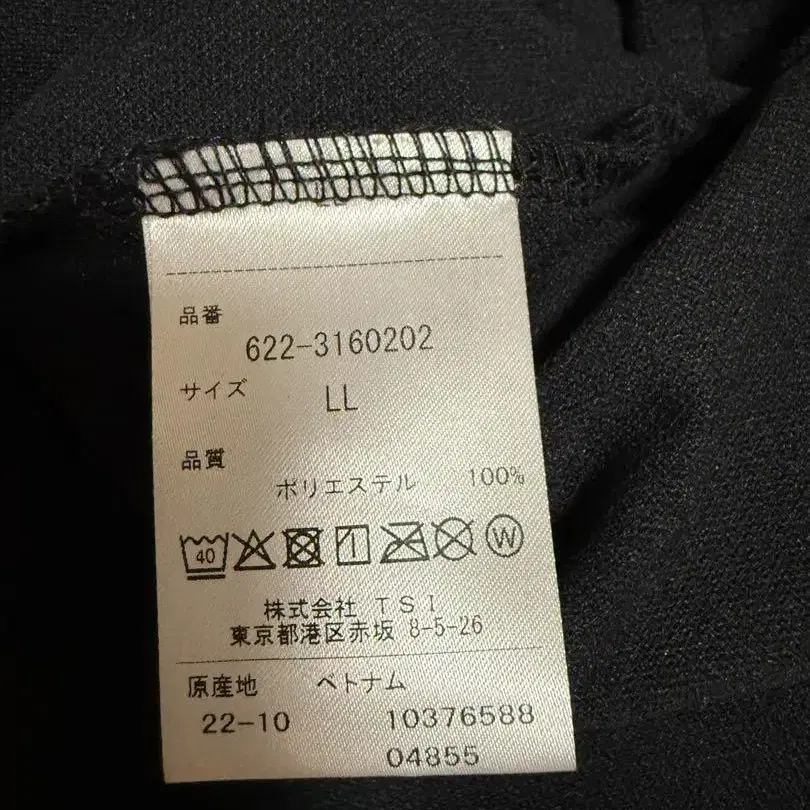 品番
622-3160202
サイズ
LL
品質
ポリエステル 100%
40 W
株式会社 TSI
東京都港区赤坂 8-5-26
原産地 ベトナム
22-10 10376588
04855